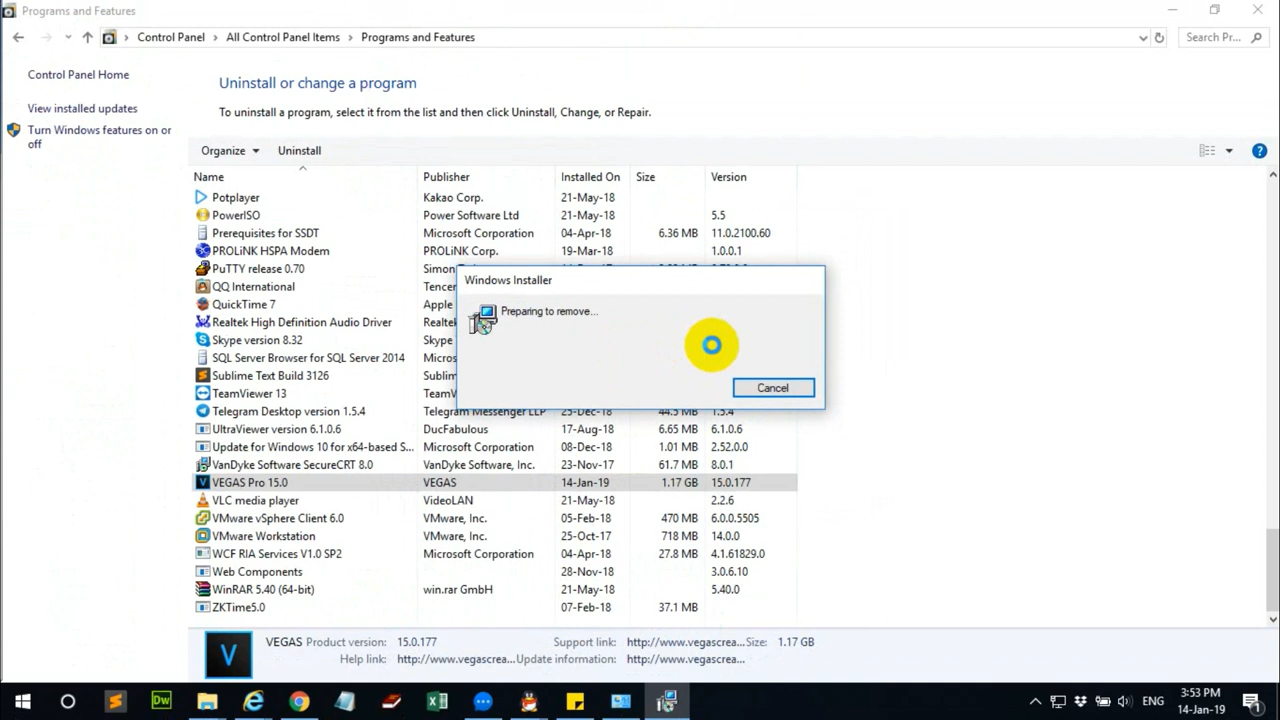 Programs and Features
Control Panel > All Control Panel Items > Programs and Features
Search Pr...
Control Panel Home
View installed updates
Turn Windows features on or
off
Uninstall or change a program
To uninstall a program, select it from the list and then click Uninstall, Change, or Repair.
Organize Uninstall
Name Publisher Installed On Size Version
Potplayer Kakao Corp. 21-May-18
PowerISO Power Software Ltd 21-May-18 5.5
Prerequisites for SSDT Microsoft Corporation 04-Apr-18 6.36 MB 11.0.2100.60
PROLiNK HSPA Modem PROLiNK Corp. 19-Mar-18 1.0.0.1
PuTTY release 0.70 Simon
QQ International Tencen
QuickTime 7 Apple
Realtek High Definition Audio Driver Realtek
Skype version 8.32 Skype
SQL Server Browser for SQL Server 2014 Microsoft
Sublime Text Build 3126 Sublim
TeamViewer 13 TeamV
Windows Installer
Preparing to remove...
Cancel
Telegram Desktop version 1.5.4 Telegram Messenger LLP 25-Dec-18 44.5 MB 1.5.4
UltraViewer version 6.1.0.6 DucFabulous 17-Aug-18 6.65 MB 6.1.0.6
Update for Windows 10 for x64-based S... Microsoft Corporation 08-Dec-18 1.01 MB 2.52.0.0
VanDyke Software SecureCRT 8.0 VanDyke Software, Inc. 23-Nov-17 61.7 MB 8.0.1
VEGAS Pro 15.0 VEGAS 14-Jan-19 1.17 GB 15.0.177
VLC media player VideoLAN 21-May-18 2.2.6
VMware vSphere Client 6.0 VMware, Inc. 05-Feb-18 470 MB 6.0.0.5505
VMware Workstation VMware, Inc. 25-Oct-17 718 MB 14.0.0
WCF RIA Services V1.0 SP2 Microsoft Corporation 04-Apr-18 27.8 MB 4.1.61829.0
Web Components 28-Nov-18 3.0.6.10
WinRAR 5.40 (64-bit) win.rar GmbH 21-May-18 5.40.0
ZKTime5.0 07-Feb-18 37.1 MB
VEGAS Product version: 15.0.177 Support link: http://www.vegascrea... Size: 1.17 GB
Help link: http://www.vegascrea... Update information: http://www.vegascrea...
V
Dw
ENG
3:53 PM
14-Jan-19
1